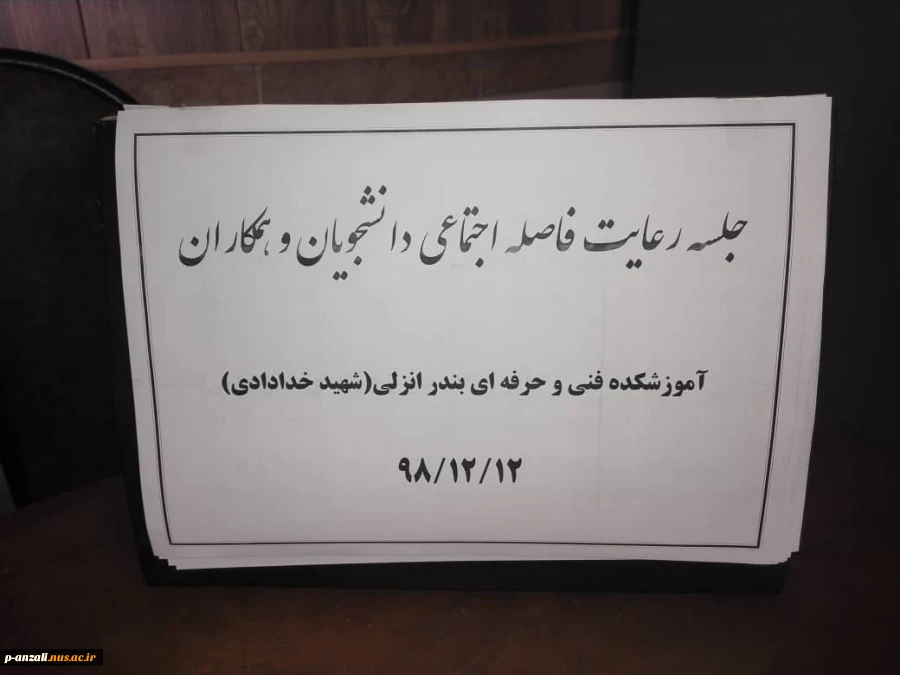 جلسه رعایت فاصله اجتماعی دانشجویان و همکاران
آموزشکده فنی و حرفه ای بندر انزلی(شهید خدادادی)
۹۸/۱۲/۱۲
p-anzali.nus.ac.ir